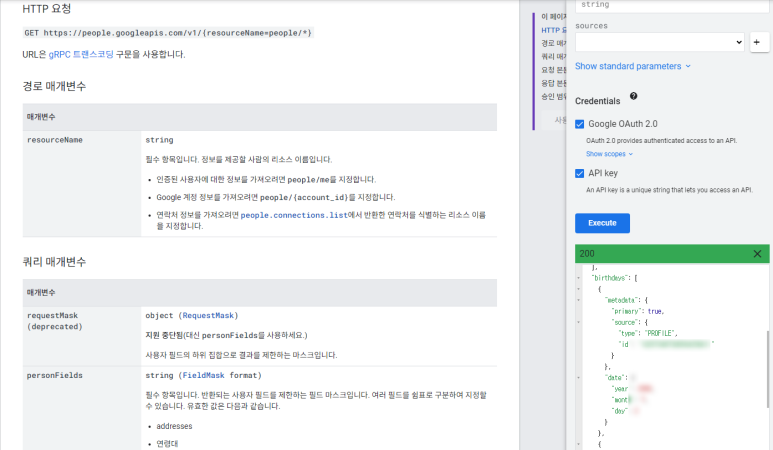 HTTP 요청
GET https://people.googleapis.com/v1/{resourceName=people/*}
URL은 gRPC 트랜스코딩 구문을 사용합니다.
경로 매개변수
매개변수
resourceName
string
필수 항목입니다. 정보를 제공할 사람의 리소스 이름입니다.
• 인증된 사용자에 대한 정보를 가져오려면 people/me를 지정합니다.
• Google 계정 정보를 가져오려면 people/{account_id}를 지정합니다.
• 연락처 정보를 가져오려면 people.connections.list에서 반환한 연락처를 식별하는 리소스 이름
을 지정합니다.
쿼리 매개변수
매개변수
requestMask
(deprecated)
object (RequestMask)
지원 중단됨(대신 personFields를 사용하세요.)
사용자 필드의 하위 집합으로 결과를 제한하는 마스크입니다.
personFields
string (FieldMask format)
필수 항목입니다. 반환되는 사용자 필드를 제한하는 필드 마스크입니다. 여러 필드를 쉼표로 구분하여 지정할
수 있습니다. 유효한 값은 다음과 같습니다.
• addresses
• 연령대
이 페이지
HTTP 요
경로 매개
쿼리 매개
요청 본문
응답 본문
승인 범위
사용
string
sources
+
Show standard parameters
Credentials
Google OAuth 2.0
OAuth 2.0 provides authenticated access to an API.
Show scopes
API key
An API key is a unique string that lets you access an API.
Execute
200
],
"birthdays": [
{
"metadata": {
"primary": true,
"source": {
"type": "PROFILE",
"id
"
}
},
"date":
"year
"month
"day
}
},
{